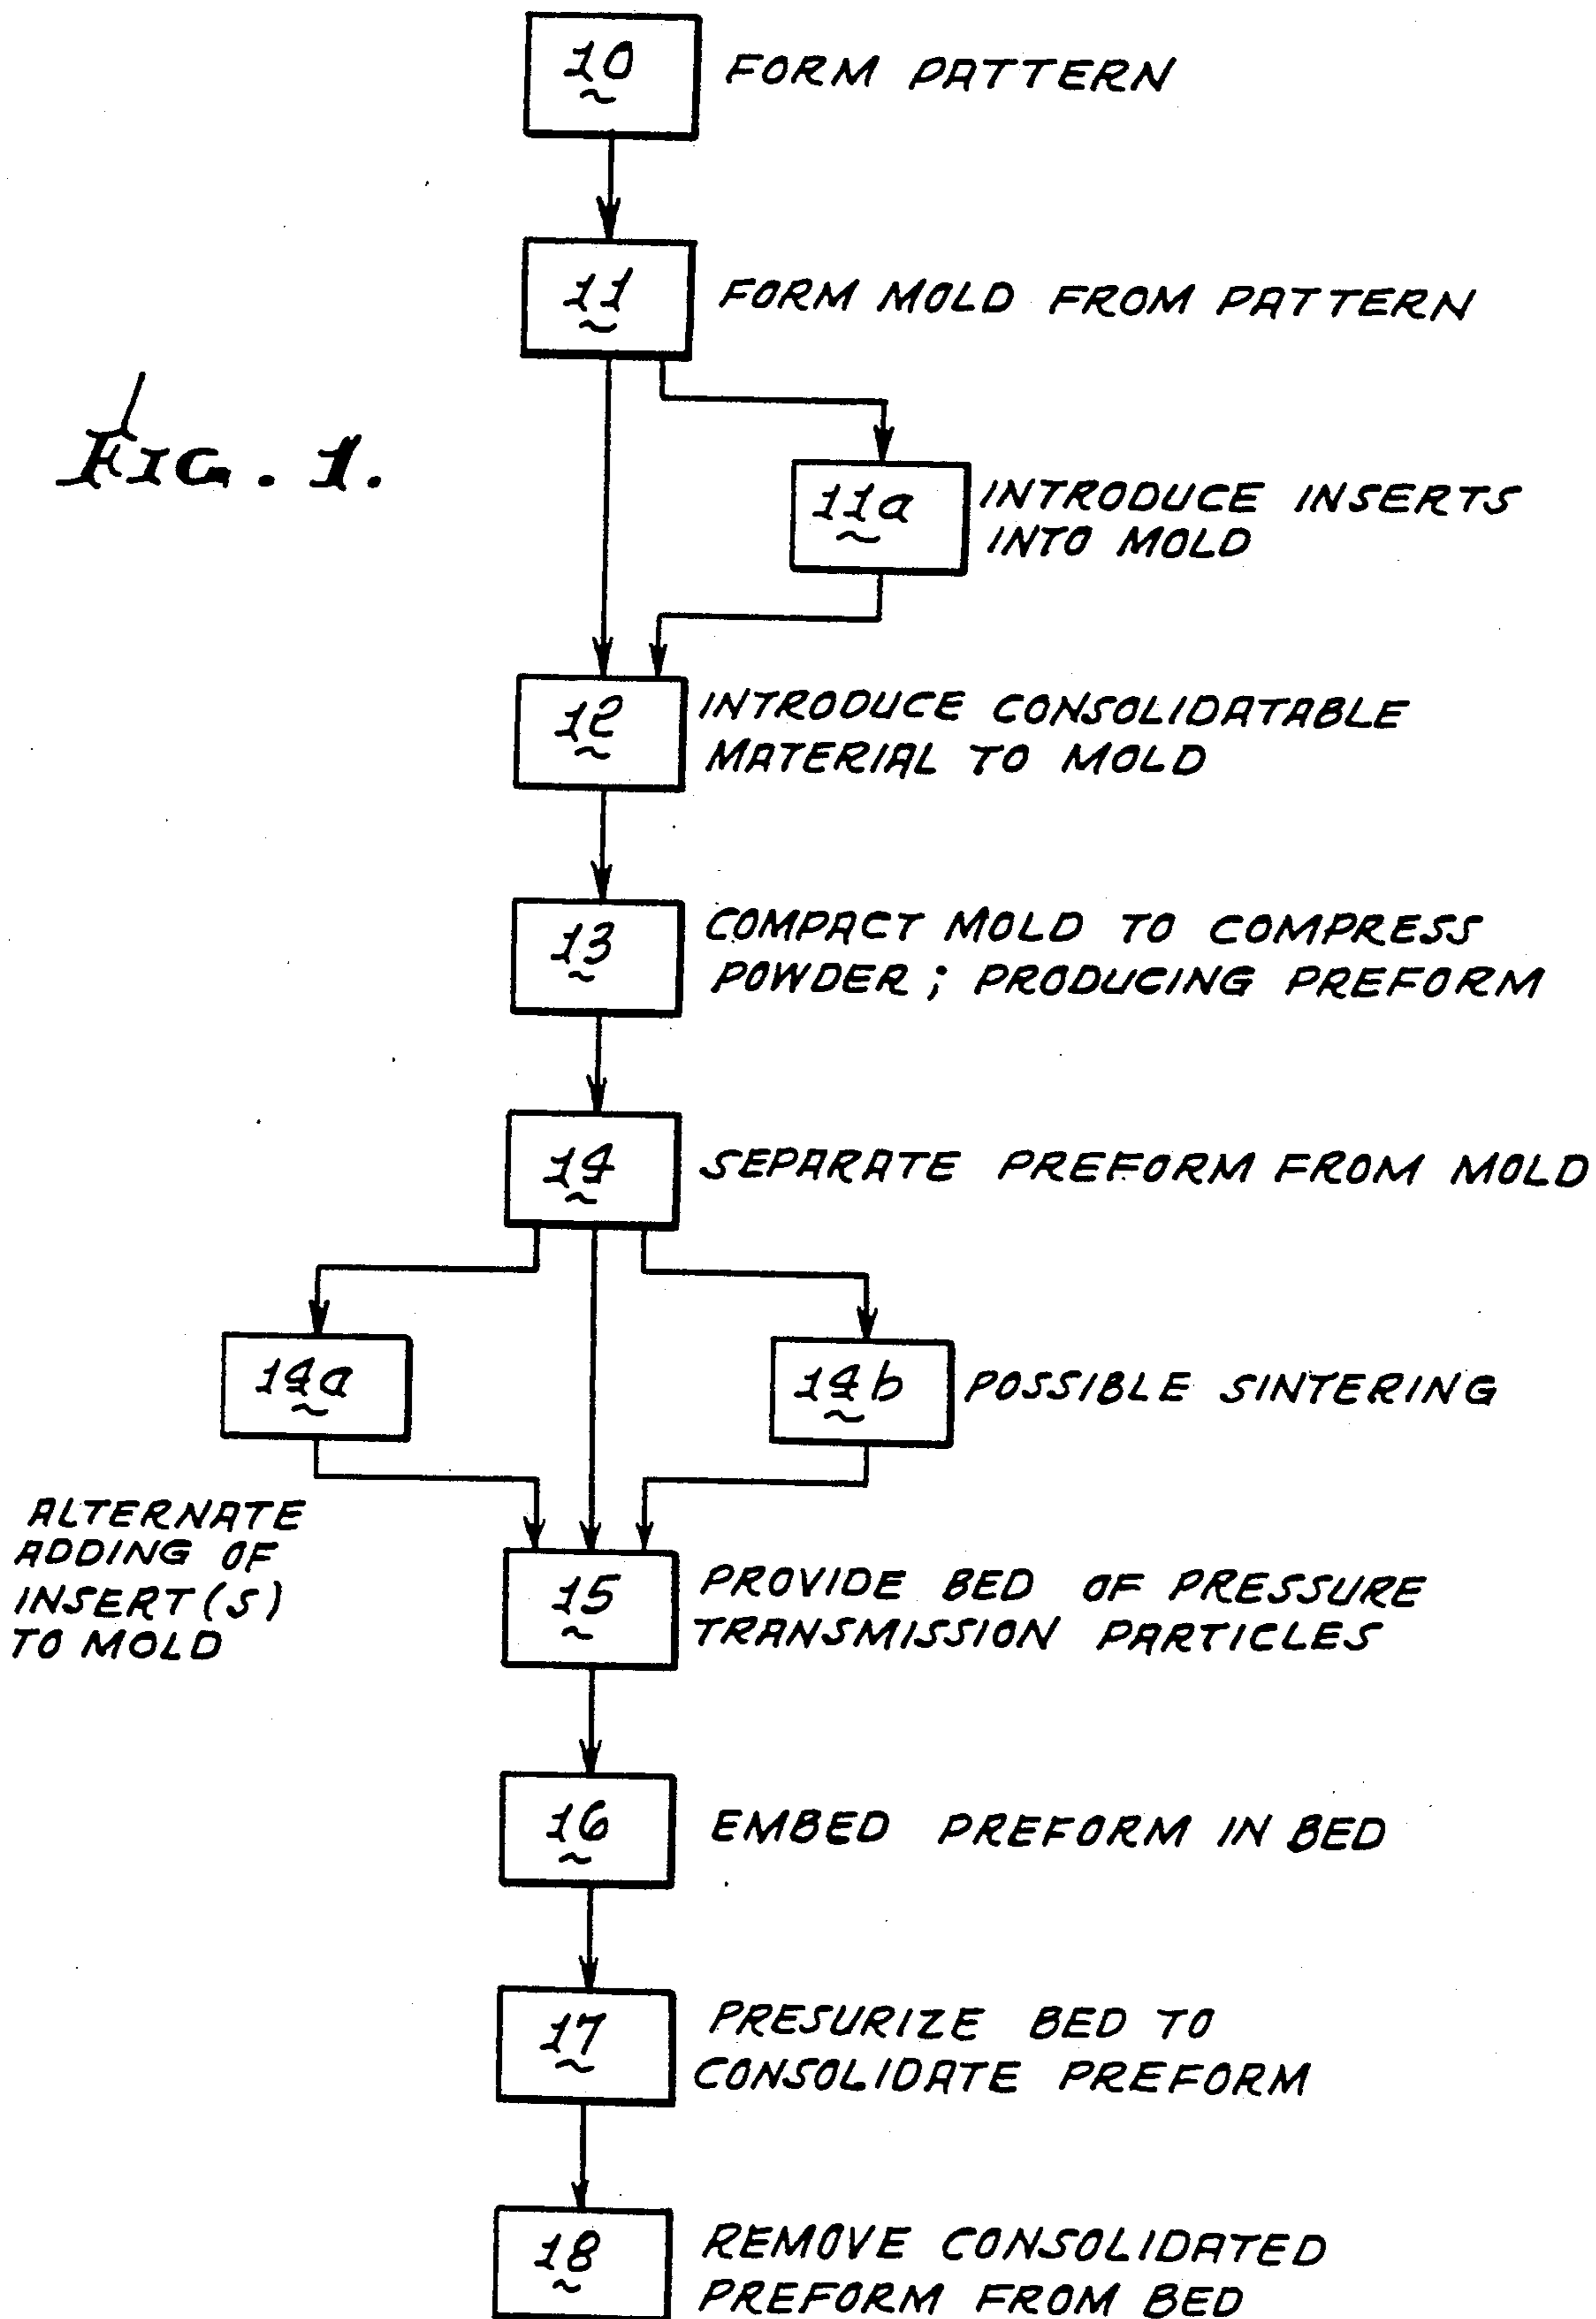 10 FORM PATTERN
11 FORM MOLD FROM PATTERN
FIG. 1.
11a INTRODUCE INSERTS
INTO MOLD
12 INTRODUCE CONSOLIDATABLE
MATERIAL TO MOLD
13 COMPACT MOLD TO COMPRESS
POWDER; PRODUCING PREFORM
14 SEPARATE PREFORM FROM MOLD
14a
14b POSSIBLE SINTERING
ALTERNATE
ADDING OF
INSERT(S)
TO MOLD
15 PROVIDE BED OF PRESSURE
TRANSMISSION PARTICLES
16 EMBED PREFORM IN BED
17 PRESURIZE BED TO
CONSOLIDATE PREFORM
18 REMOVE CONSOLIDATED
PREFORM FROM BED